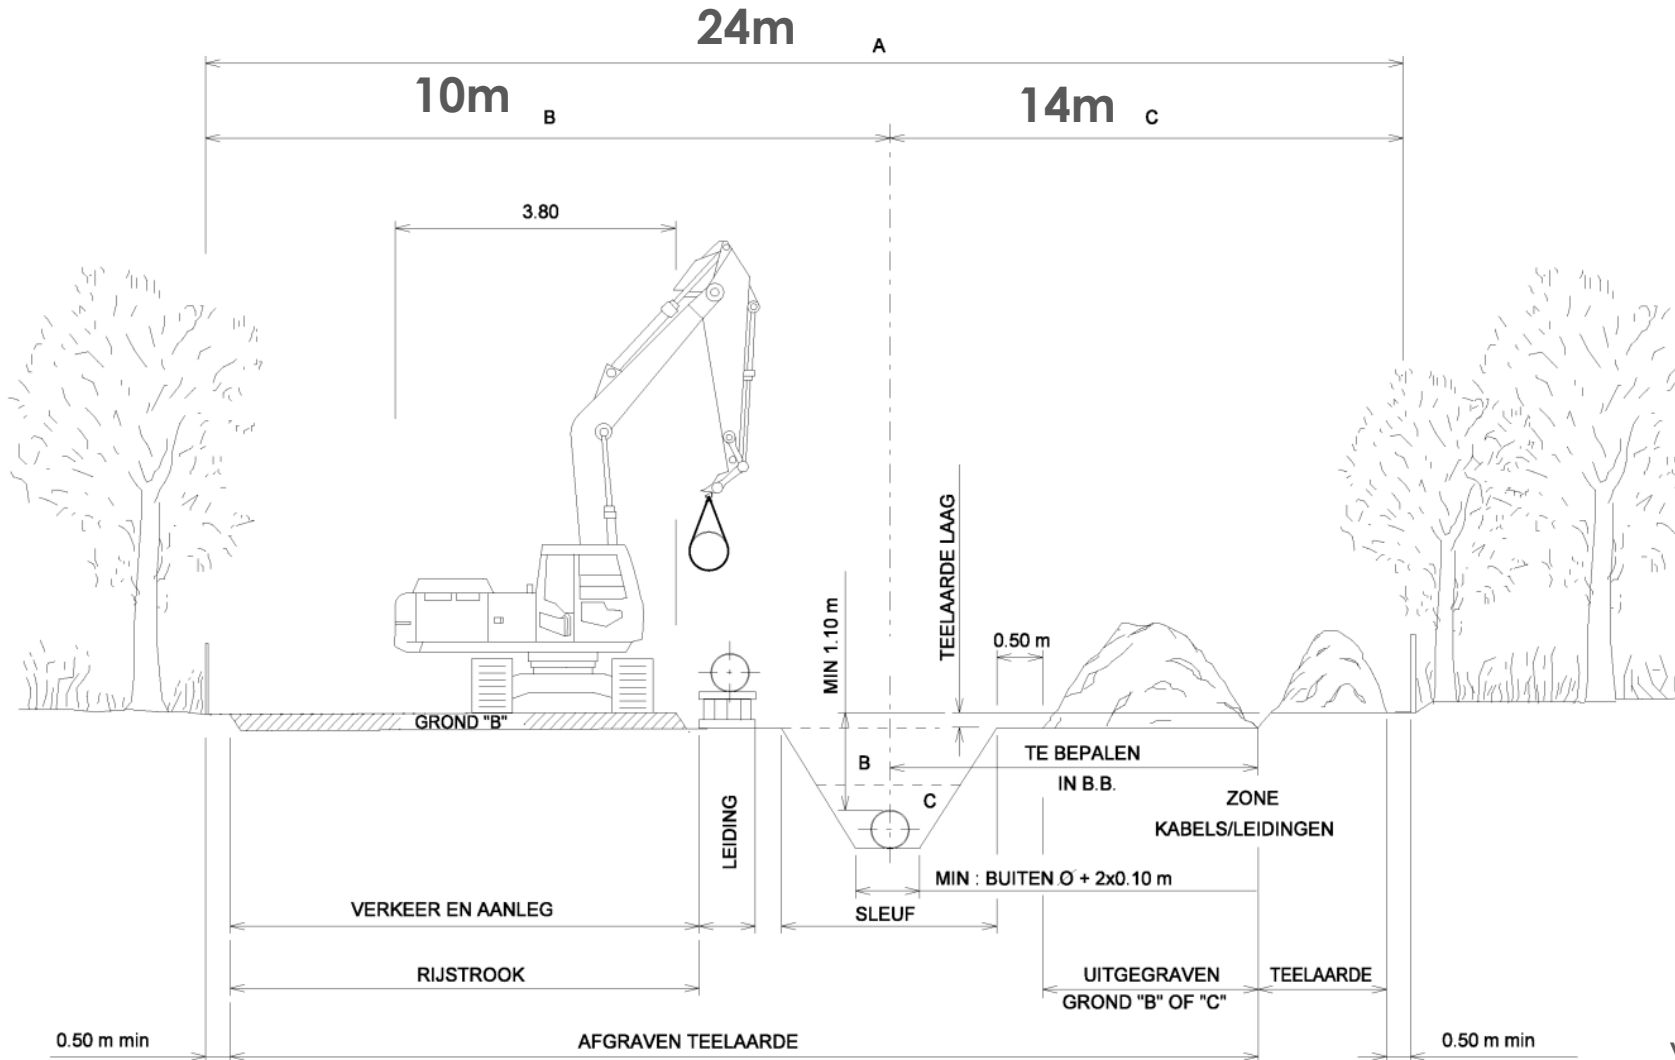 24m
A
10m
B
14m
C
3.80
TEELAARDE LAAG
MIN 1.10 m
0.50 m
GROND "B"
B
TE BEPALEN
IN B.B.
C
ZONE
KABELS/LEIDINGEN
LEIDING
MIN : BUITEN Ø + 2x0.10 m
VERKEER EN AANLEG
SLEUF
RIJSTROOK
UITGEGRAVEN
GROND "B" OF "C"
TEELAARDE
0.50 m min
AFGRAVEN TEELAARDE
0.50 m min